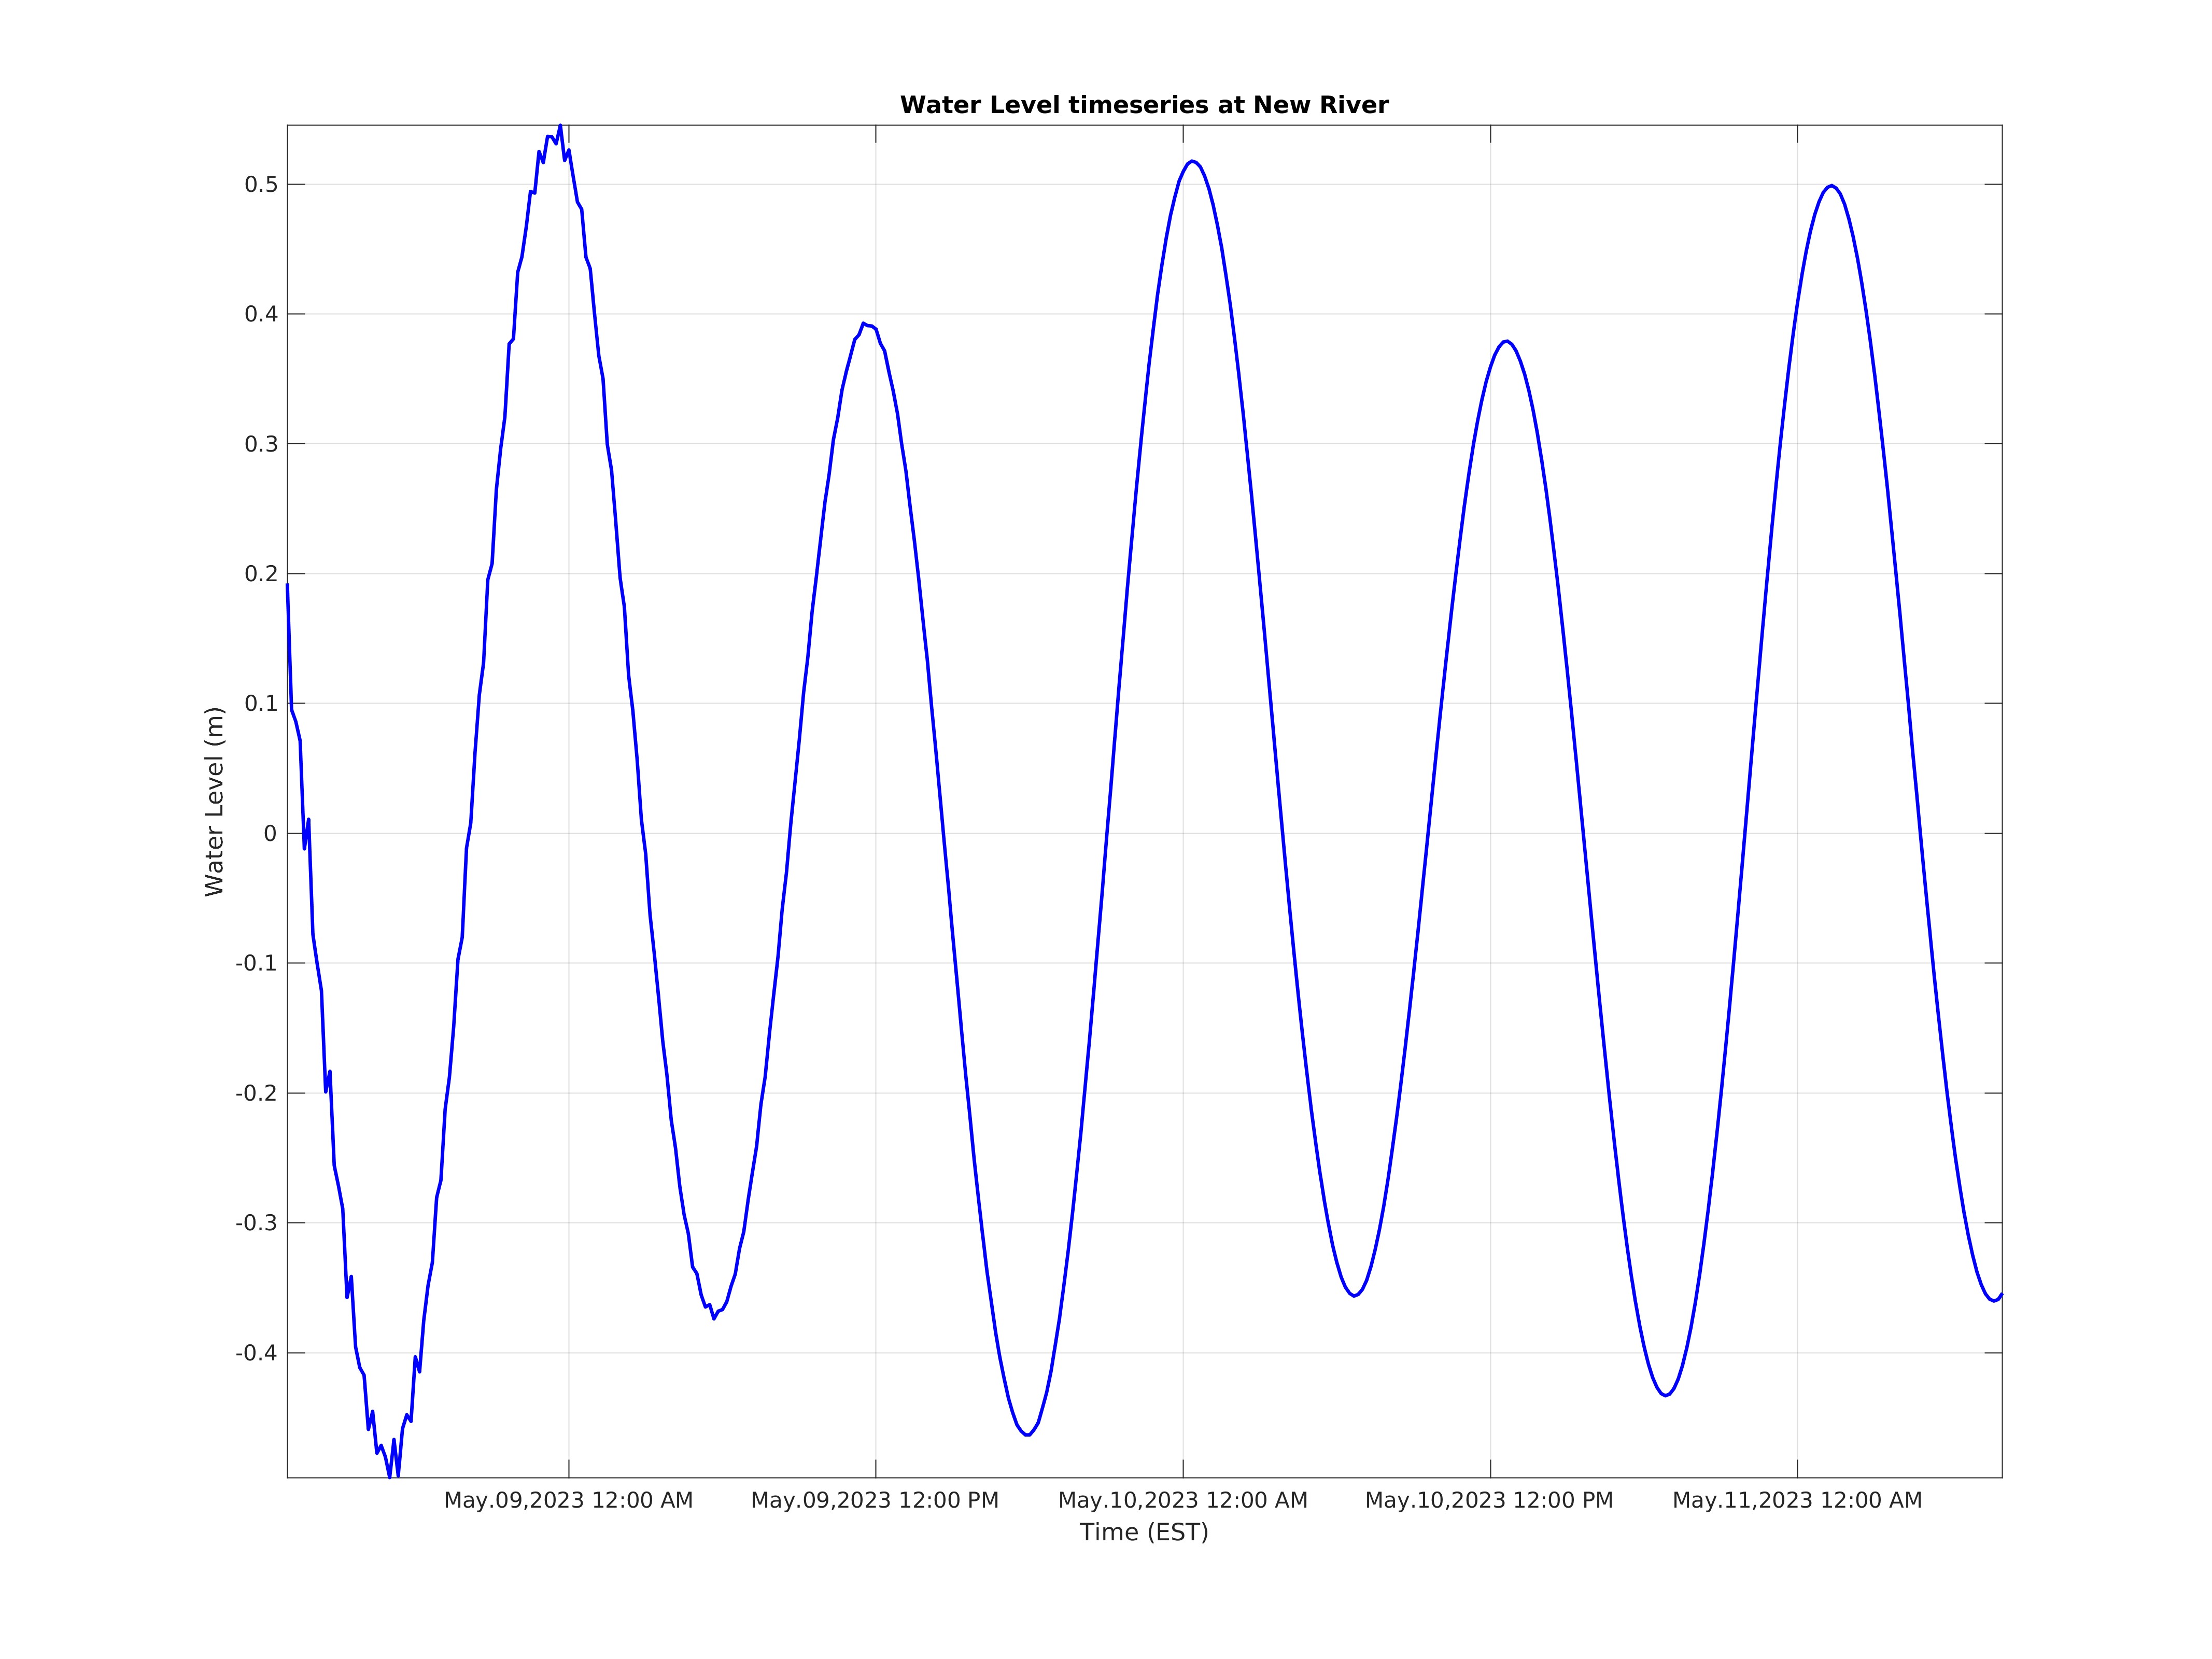 Water Level timeseries at New River
0.5
0.4
0.3
0.2
0.1
0
-0.1
-0.2
-0.3
-0.4
Water Level (m)
May.09,2023 12:00 AM May.09,2023 12:00 PM May.10,2023 12:00 AM May.10,2023 12:00 PM May.11,2023 12:00 AM
Time (EST)